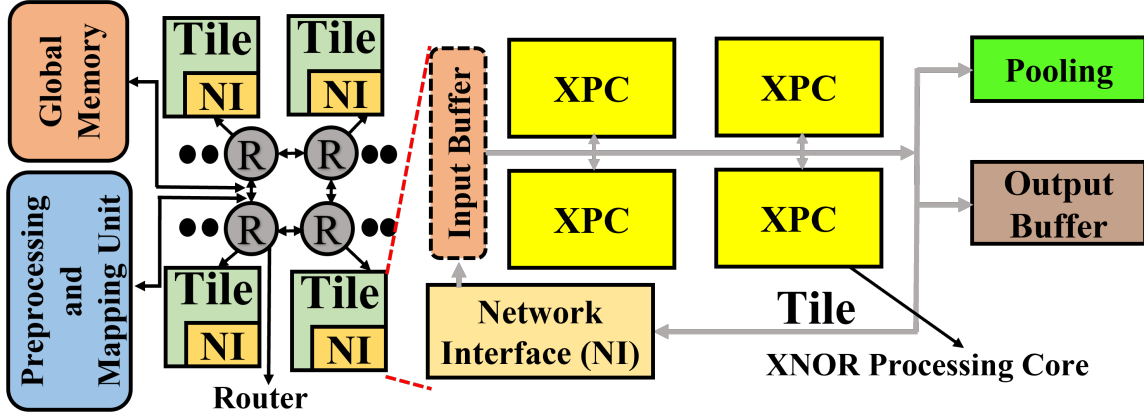 Global
Memory
Preprocessing
and
Mapping Unit
Tile
NI
Tile
NI
R
R
R
R
Tile
NI
Tile
NI
Router
Input Buffer
XPC
XPC
XPC
XPC
Network
Interface (NI)
Tile
XNOR Processing Core
Pooling
Output
Buffer